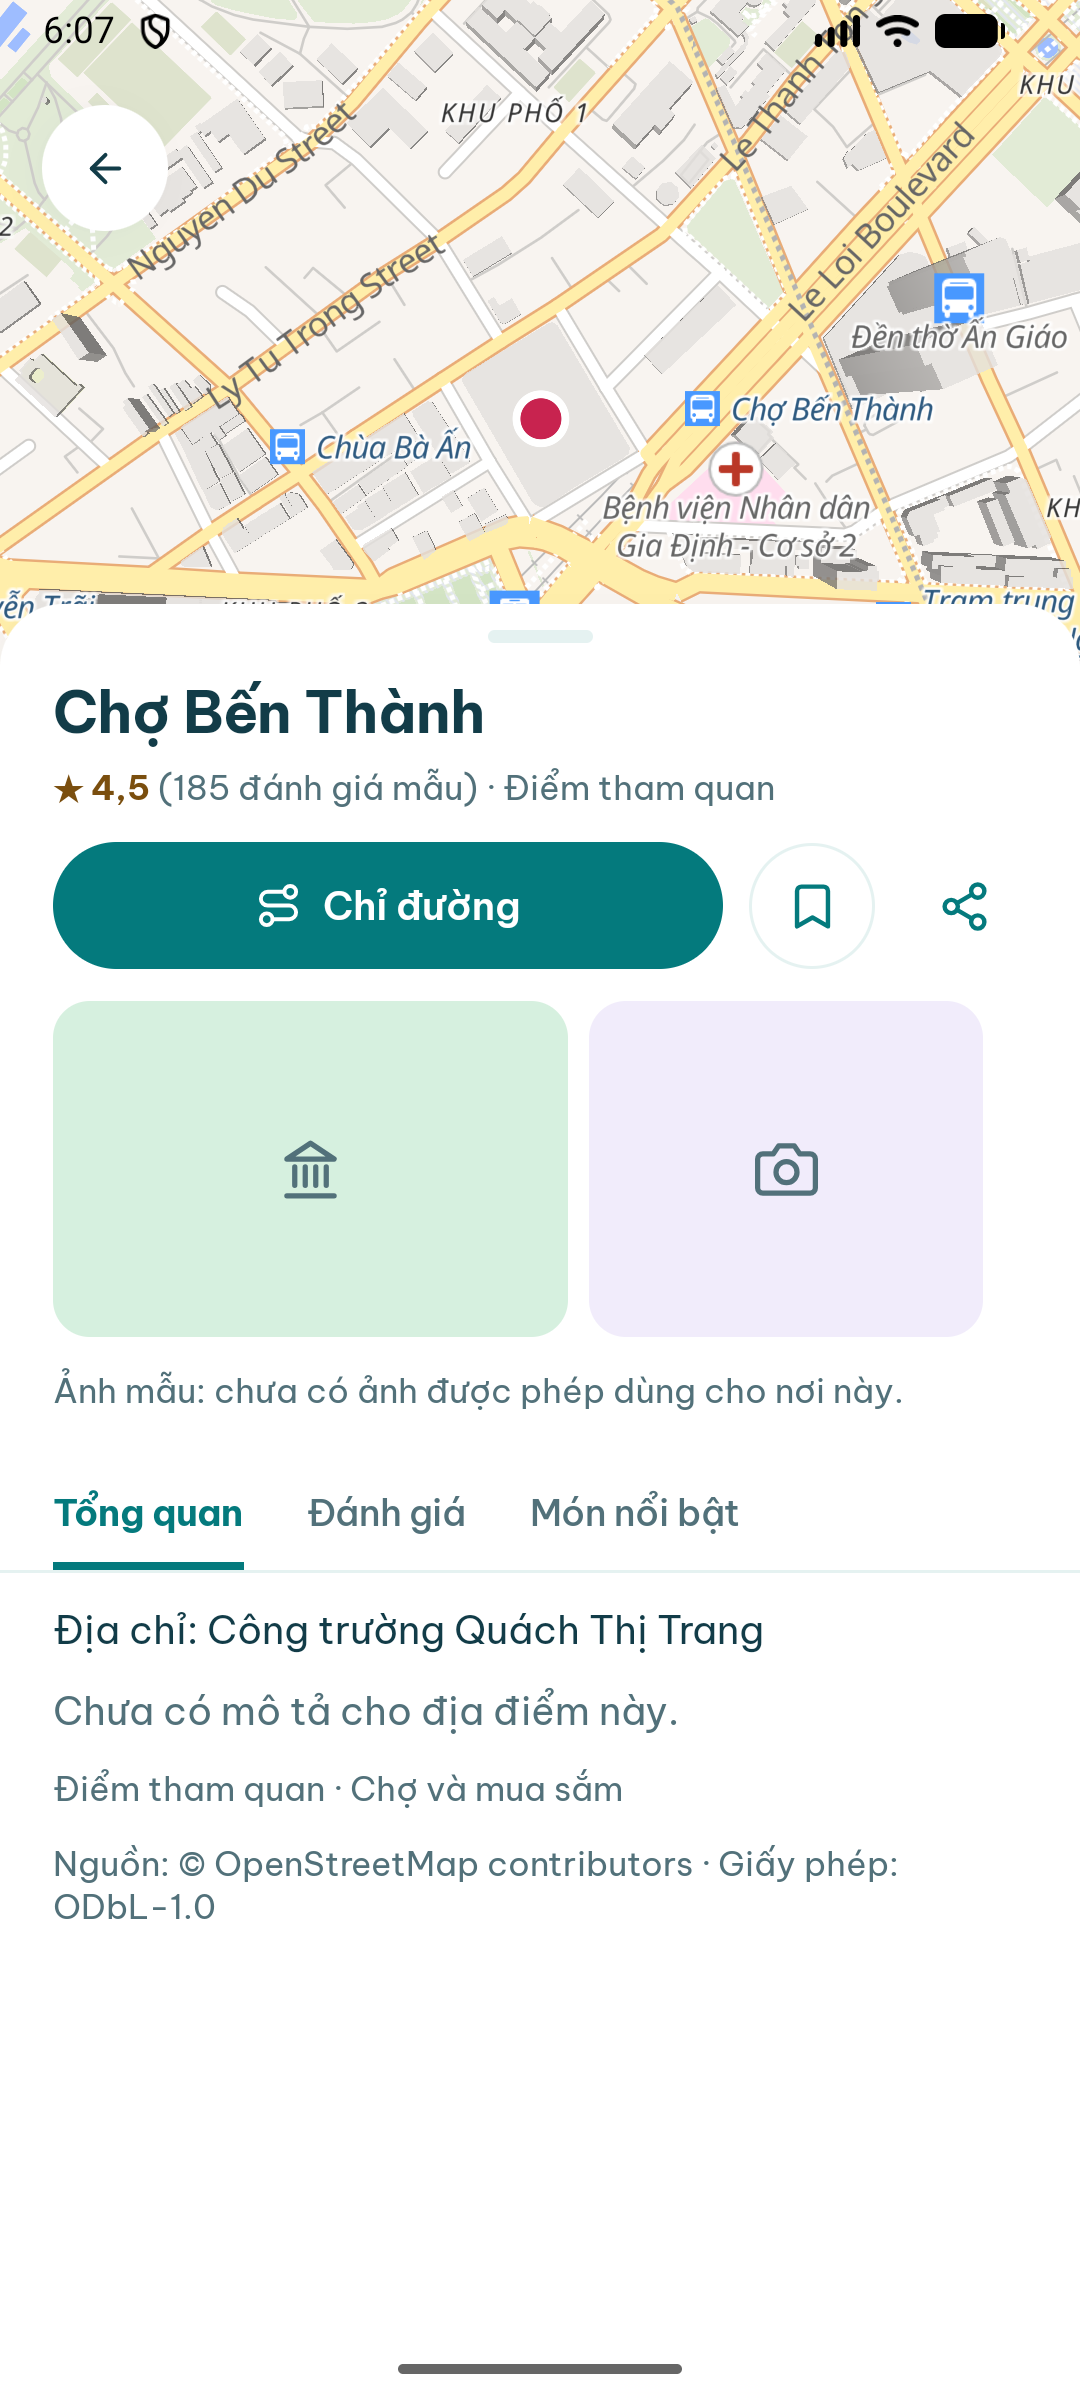 6:07
KHU PHỐ 1
Le Thanh
KHU
Nguyen Du Street
Le Loi Boulevard
2
Ly Tu Trong Street
Đền thờ Ấn Giáo
Chợ Bến Thành
Chùa Bà Ấn
Bệnh viện Nhân dân
Gia Định - Cơ sở 2
KH
Trạm trung
Chợ Bến Thành
★ 4,5 (185 đánh giá mẫu) · Điểm tham quan
Chỉ đường
Ảnh mẫu: chưa có ảnh được phép dùng cho nơi này.
Tổng quan
Đánh giá
Món nổi bật
Địa chỉ: Công trường Quách Thị Trang
Chưa có mô tả cho địa điểm này.
Điểm tham quan · Chợ và mua sắm
Nguồn: © OpenStreetMap contributors · Giấy phép:
ODbL-1.0